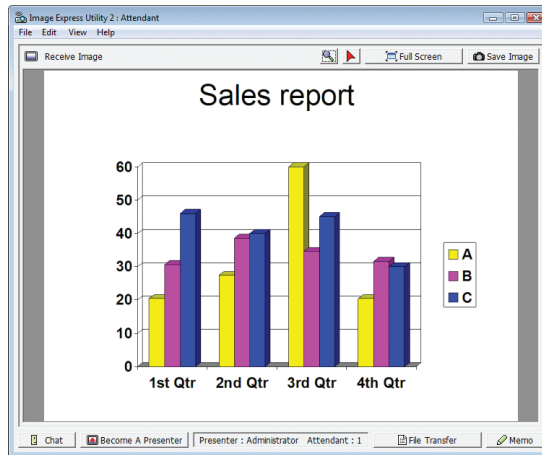 Image Express Utility 2 : Attendant
File Edit View Help
Receive Image Full Screen Save Image
Sales report
60
50
40
30
20
10
0
1st Qtr 2nd Qtr 3rd Qtr 4th Qtr
A
B
C
Chat Become A Presenter Presenter : Administrator Attendant : 1 File Transfer Memo